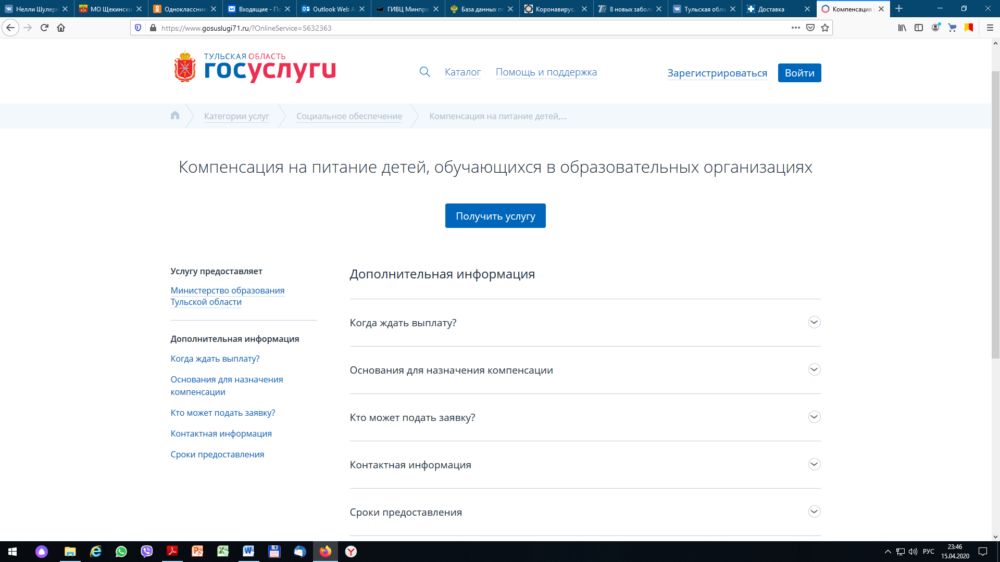 Нелли Шулерм
МО Щекински
Одноклассник
Входящие - По
Outlook Web A
ГИВЦ Минпро
База данных по
Коронавирус.
8 новых заболе
Тульская обла
Доставка
Компенсация
https://www.gosuslugi71.ru/?OnlineService=5632363
ТУЛЬСКАЯ ОБЛАСТЬ
госуслуги
Каталог
Помощь и поддержка
Зарегистрироваться
Войти
Категории услуг
Социальное обеспечение
Компенсация на питание детей,...
Компенсация на питание детей, обучающихся в образовательных организациях
Получить услугу
Услугу предоставляет
Министерство образования
Тульской области
Дополнительная информация
Когда ждать выплату?
Основания для назначения
компенсации
Кто может подать заявку?
Контактная информация
Сроки предоставления
Дополнительная информация
Когда ждать выплату?
Основания для назначения компенсации
Кто может подать заявку?
Контактная информация
Сроки предоставления
РУС
23:46
15.04.2020